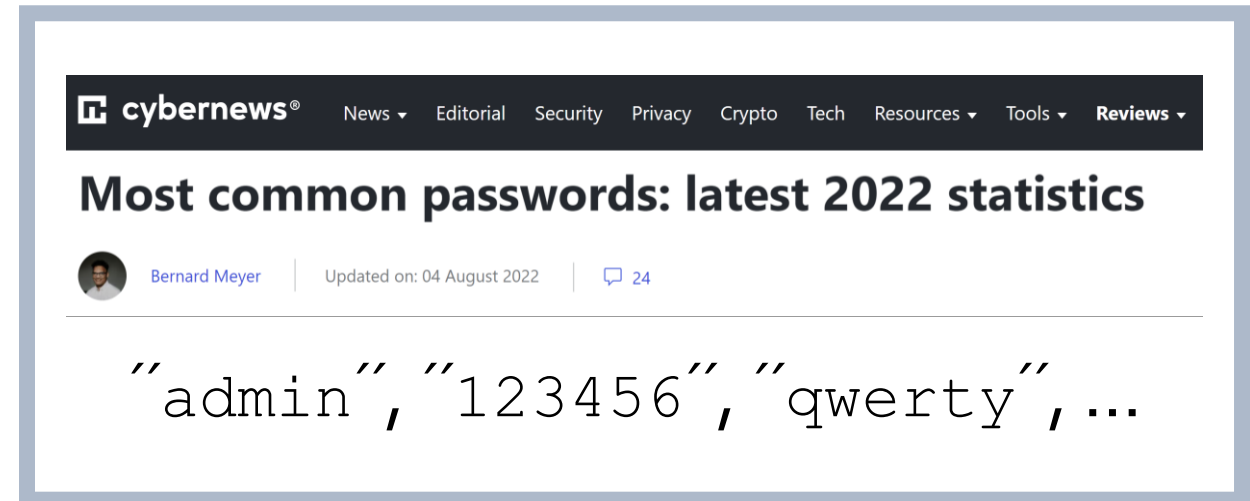 cybernews® News Editorial Security Privacy Crypto Tech Resources Tools Reviews
Most common passwords: latest 2022 statistics
Bernard Meyer Updated on: 04 August 2022 24
"admin", "123456", "qwerty", ...